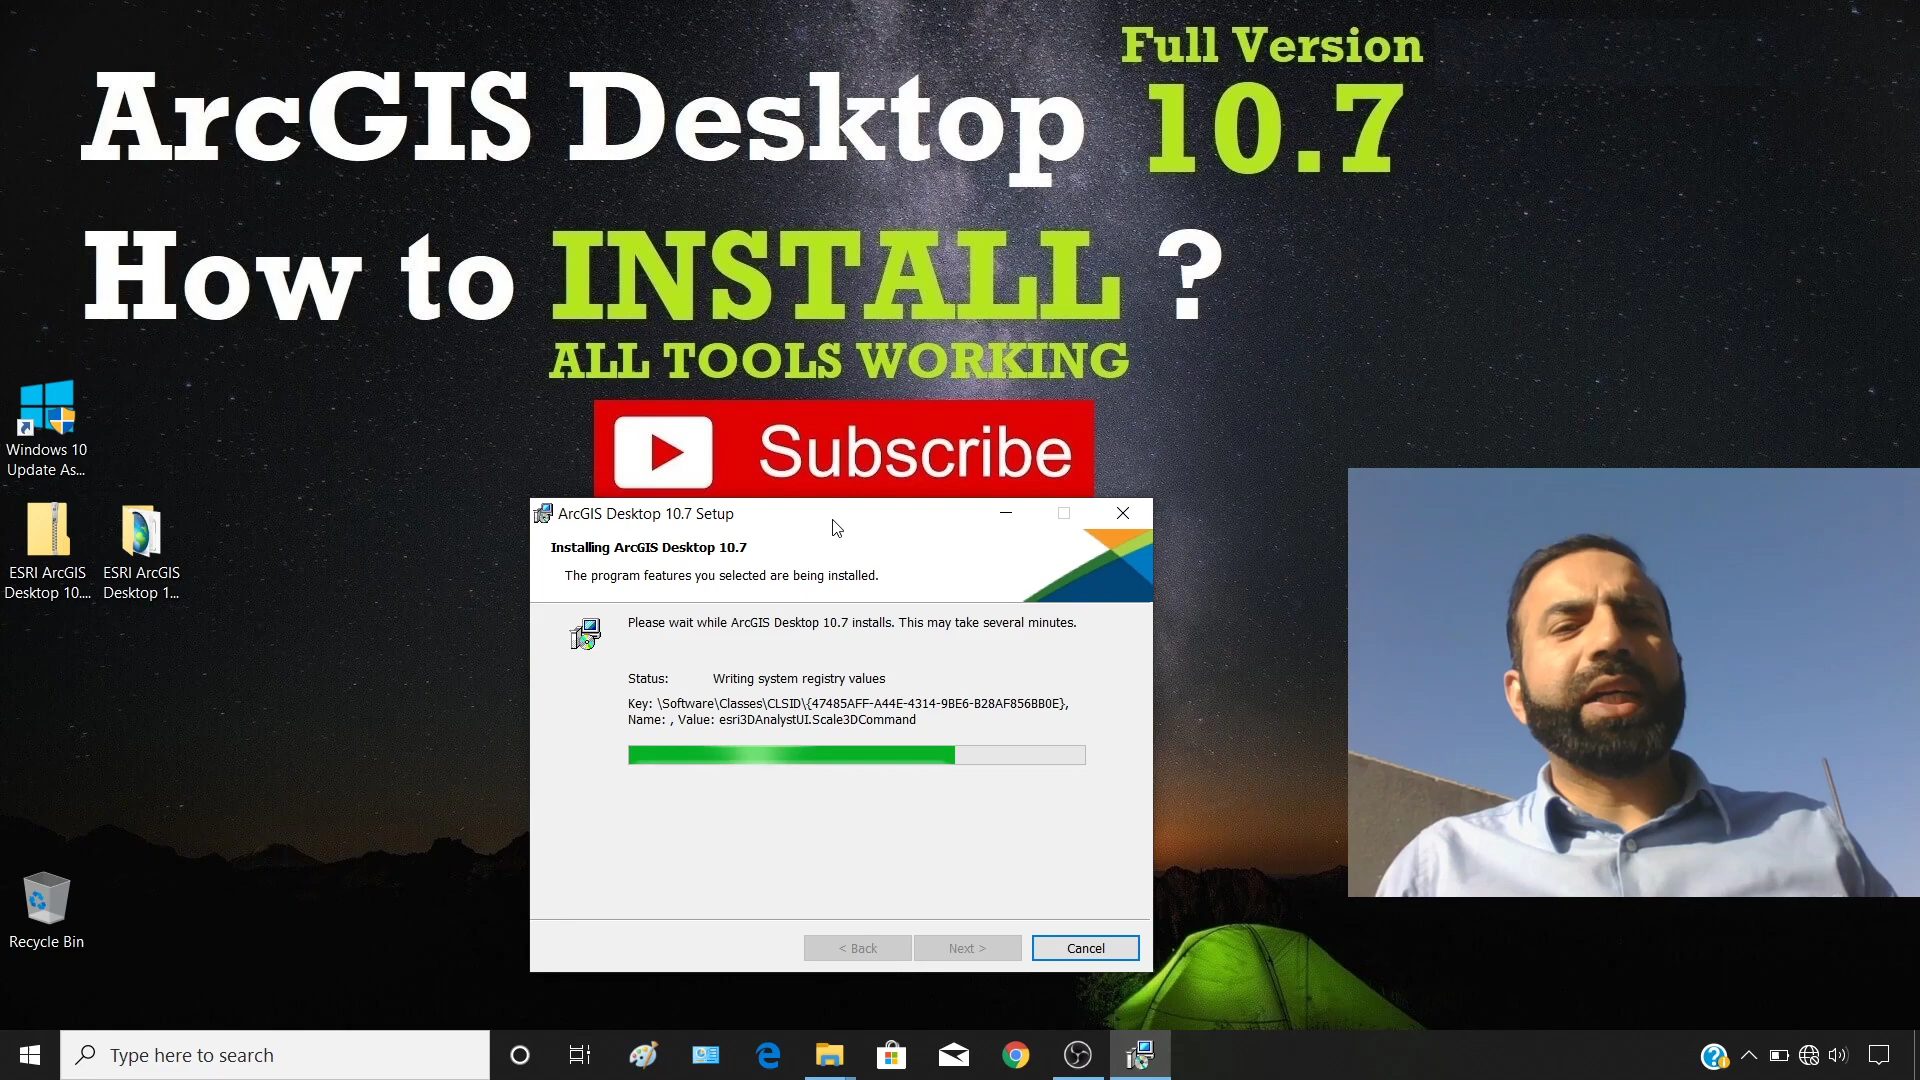 Full Version
ArcGIS Desktop 10.7
How to INSTALL ?
ALL TOOLS WORKING
Subscribe
Windows 10
Update As...
ESRI ArcGIS
Desktop 10....
ESRI ArcGIS
Desktop 1...
Recycle Bin
ArcGIS Desktop 10.7 Setup
Installing ArcGIS Desktop 10.7
The program features you selected are being installed.
Please wait while ArcGIS Desktop 10.7 installs. This may take several minutes.
Status: Writing system registry values
Key: \Software\Classes\CLSID\{47485AFF-A44E-4314-9BE6-B28AF856BB0E},
Name: , Value: esri3DAnalystUI.Scale3DCommand
< Back Next > Cancel
Type here to search